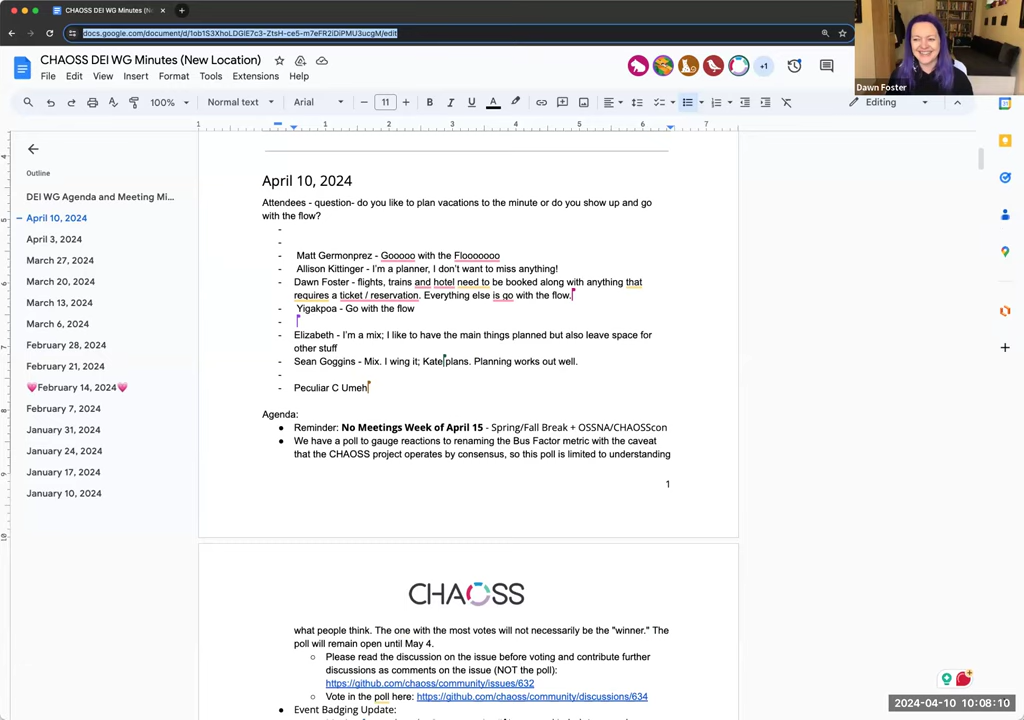 CHAOSS DEI WG Minutes (N
docs.google.com/document/d/1ob1S3XhoLDGIE7c3-ZtsH-ce5-m7eFR2iDiPMU3ucgM/edit
CHAOSS DEI WG Minutes (New Location)
File Edit View Insert Format Tools Extensions Help
+1
Dawn Foster
100% Normal text Arial 11 Editing
1 1 2 3 4 5 6 7
Outline
DEI WG Agenda and Meeting Mi...
April 10, 2024
April 3, 2024
March 27, 2024
March 20, 2024
March 13, 2024
March 6, 2024
February 28, 2024
February 21, 2024
💗February 14, 2024💗
February 7, 2024
January 31, 2024
January 24, 2024
January 17, 2024
January 10, 2024
April 10, 2024
Attendees - question- do you like to plan vacations to the minute or do you show up and go
with the flow?
-
-
- Matt Germonprez - Gooooo with the Flooooooo
- Allison Kittinger - I'm a planner, I don't want to miss anything!
- Dawn Foster - flights, trains and hotel need to be booked along with anything that
requires a ticket / reservation. Everything else is go with the flow.
- Yigakpoa - Go with the flow
-
- Elizabeth - I'm a mix; I like to have the main things planned but also leave space for
other stuff
- Sean Goggins - Mix. I wing it; Kate plans. Planning works out well.
-
- Peculiar C Umeh
Agenda:
● Reminder: No Meetings Week of April 15 - Spring/Fall Break + OSSNA/CHAOSScon
● We have a poll to gauge reactions to renaming the Bus Factor metric with the caveat
that the CHAOSS project operates by consensus, so this poll is limited to understanding
1
CHAOSS
what people think. The one with the most votes will not necessarily be the "winner." The
poll will remain open until May 4.
○ Please read the discussion on the issue before voting and contribute further
discussions as comments on the issue (NOT the poll):
https://github.com/chaoss/community/issues/632
○ Vote in the poll here: https://github.com/chaoss/community/discussions/634
● Event Badging Update:
2024-04-10 10:08:10